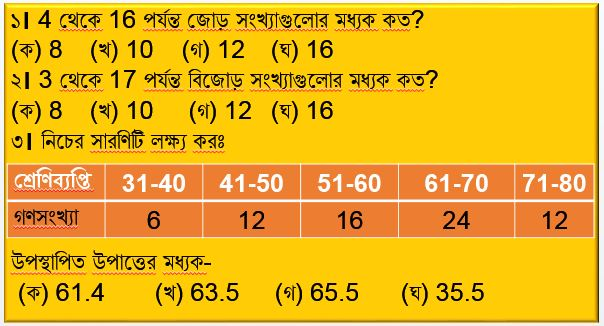 ১। 4 থেকে 16 পর্যন্ত জোড় সংখ্যাগুলোর মধ্যক কত?
(ক) 8 (খ) 10 (গ) 12 (ঘ) 16
২। 3 থেকে 17 পর্যন্ত বিজোড় সংখ্যাগুলোর মধ্যক কত?
(ক) 8 (খ) 10 (গ) 12 (ঘ) 16
৩। নিচের সারণিটি লক্ষ্য করঃ
শ্রেণিব্যপ্তি 31-40 41-50 51-60 61-70 71-80
গণসংখ্যা 6 12 16 24 12
উপস্থাপিত উপাত্তের মধ্যক-
(ক) 61.4 (খ) 63.5 (গ) 65.5 (ঘ) 35.5